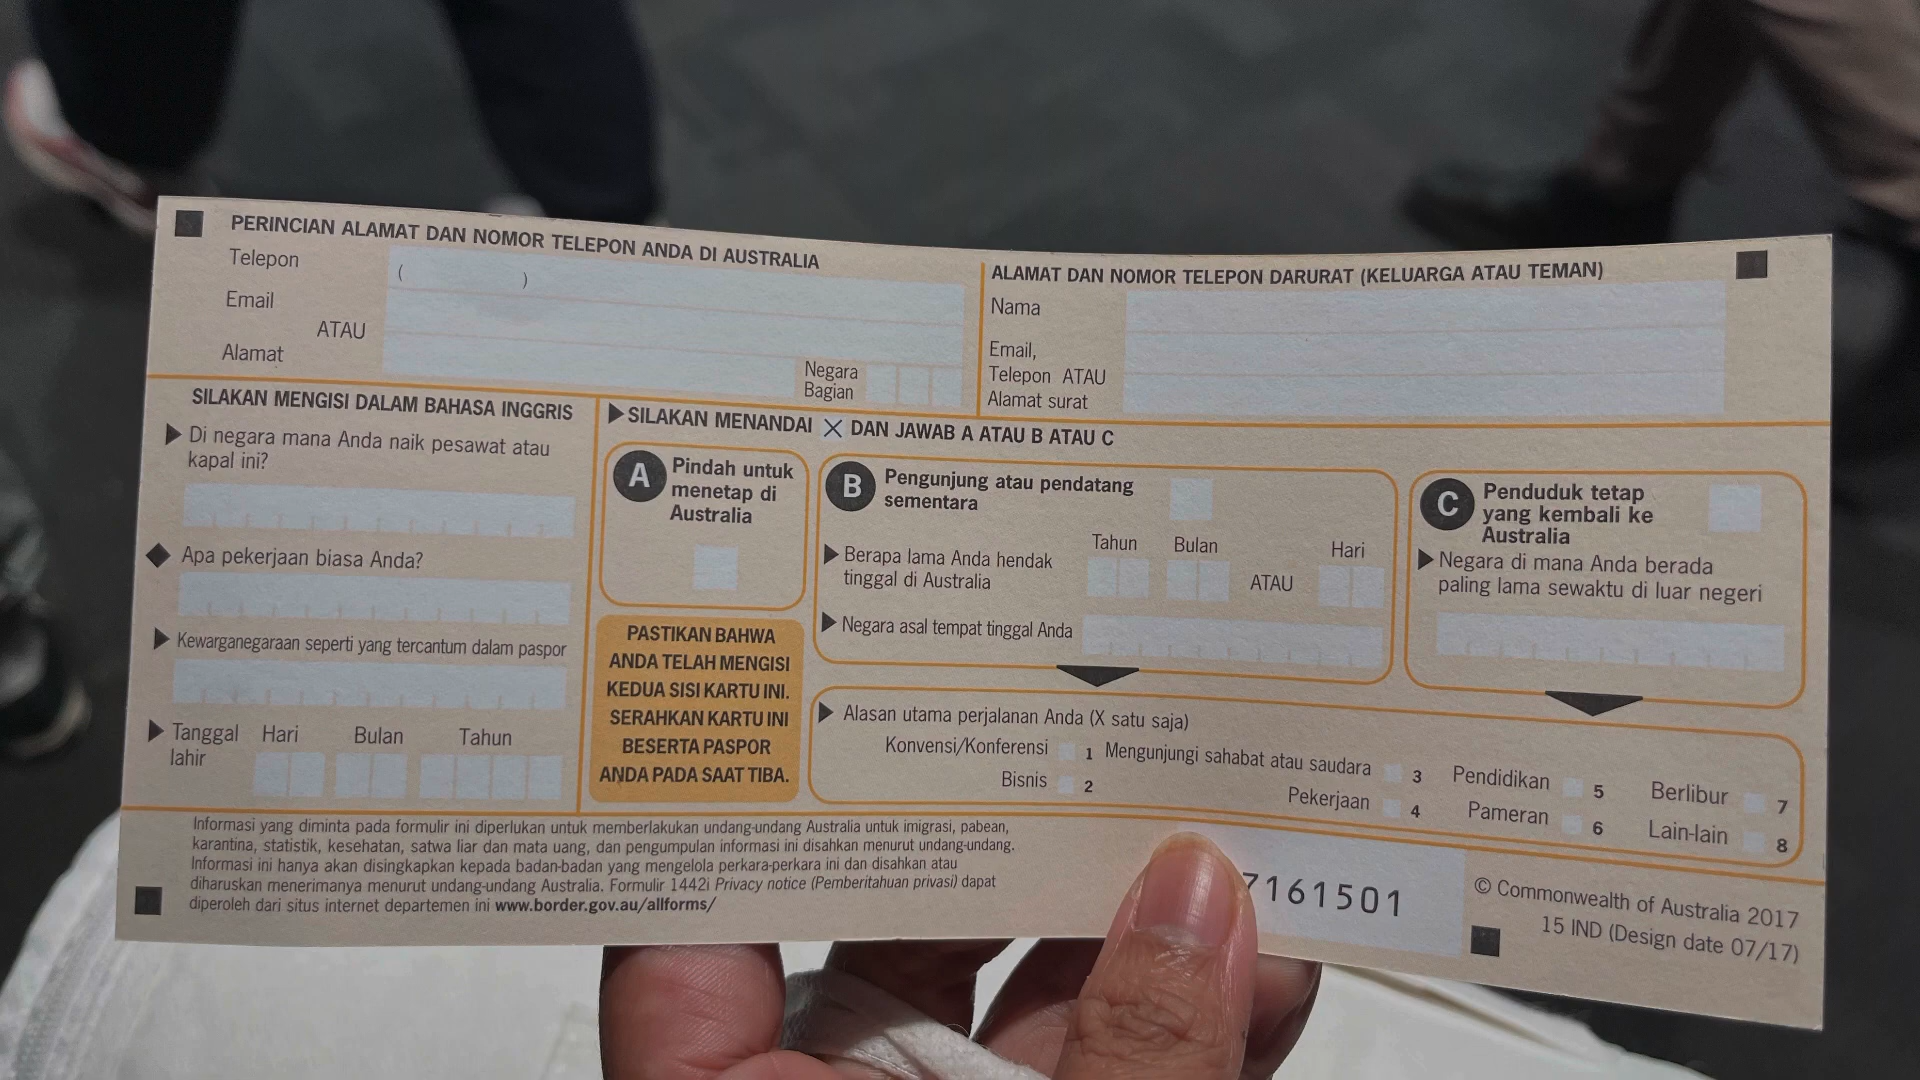 PERINCIAN ALAMAT DAN NOMOR TELEPON ANDA DI AUSTRALIA
Telepon ( )
Email
ATAU
Alamat
Negara
Bagian
ALAMAT DAN NOMOR TELEPON DARURAT (KELUARGA ATAU TEMAN)
Nama
Email,
Telepon ATAU
Alamat surat
SILAKAN MENGISI DALAM BAHASA INGGRIS
Di negara mana Anda naik pesawat atau
kapal ini?
Apa pekerjaan biasa Anda?
Kewarganegaraan seperti yang tercantum dalam paspor
Tanggal
lahir
Hari Bulan Tahun
SILAKAN MENANDAI X DAN JAWAB A ATAU B ATAU C
A
Pindah untuk
menetap di
Australia
PASTIKAN BAHWA
ANDA TELAH MENGISI
KEDUA SISI KARTU INI.
SERAHKAN KARTU INI
BESERTA PASPOR
ANDA PADA SAAT TIBA.
B
Pengunjung atau pendatang
sementara
Berapa lama Anda hendak
tinggal di Australia
Tahun Bulan ATAU Hari
Negara asal tempat tinggal Anda
C
Penduduk tetap
yang kembali ke
Australia
Negara di mana Anda berada
paling lama sewaktu di luar negeri
Alasan utama perjalanan Anda (X satu saja)
Konvensi/Konferensi 1 Mengunjungi sahabat atau saudara 3 Pendidikan 5 Berlibur 7
Bisnis 2 Pekerjaan 4 Pameran 6 Lain-lain 8
Informasi yang diminta pada formulir ini diperlukan untuk memberlakukan undang-undang Australia untuk imigrasi, pabean,
karantina, statistik, kesehatan, satwa liar dan mata uang, dan pengumpulan informasi ini disahkan menurut undang-undang.
Informasi ini hanya akan disingkapkan kepada badan-badan yang mengelola perkara-perkara ini dan disahkan atau
diharuskan menerimanya menurut undang-undang Australia. Formulir 1442i Privacy notice (Pemberitahuan privasi) dapat
diperoleh dari situs internet departemen ini www.border.gov.au/allforms/
7161501
© Commonwealth of Australia 2017
15 IND (Design date 07/17)